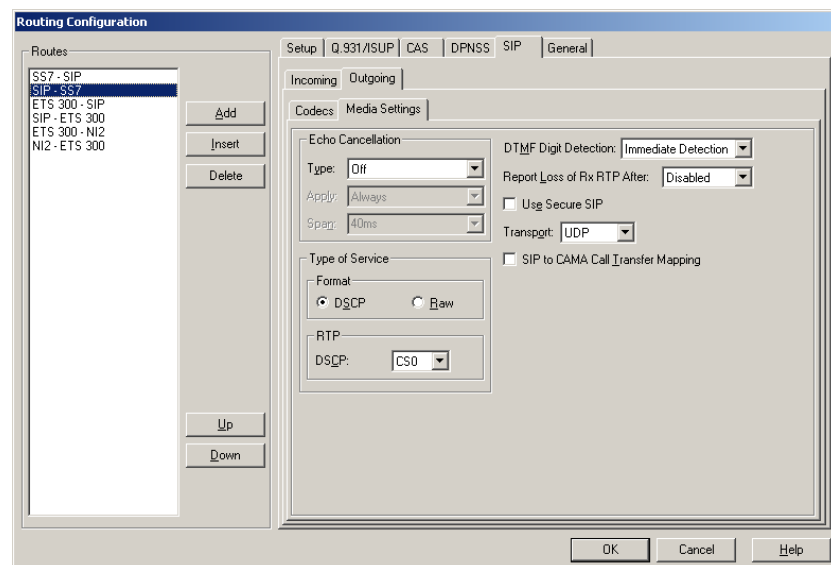 Routing Configuration
Routes
SS7 - SIP
SIP - SS7
ETS 300 - SIP
SIP - ETS 300
ETS 300 - NI2
NI2 - ETS 300
Add
Insert
Delete
Up
Down
Setup Q.931/ISUP CAS DPNSS SIP General
Incoming Outgoing
Codecs Media Settings
Echo Cancellation
Type: Off
Apply: Always
Span: 40ms
Type of Service
Format
DSCP Raw
RTP
DSCP: CS0
DTMF Digit Detection: Immediate Detection
Report Loss of Rx RTP After: Disabled
Use Secure SIP
Transport: UDP
SIP to CAMA Call Transfer Mapping
OK Cancel Help